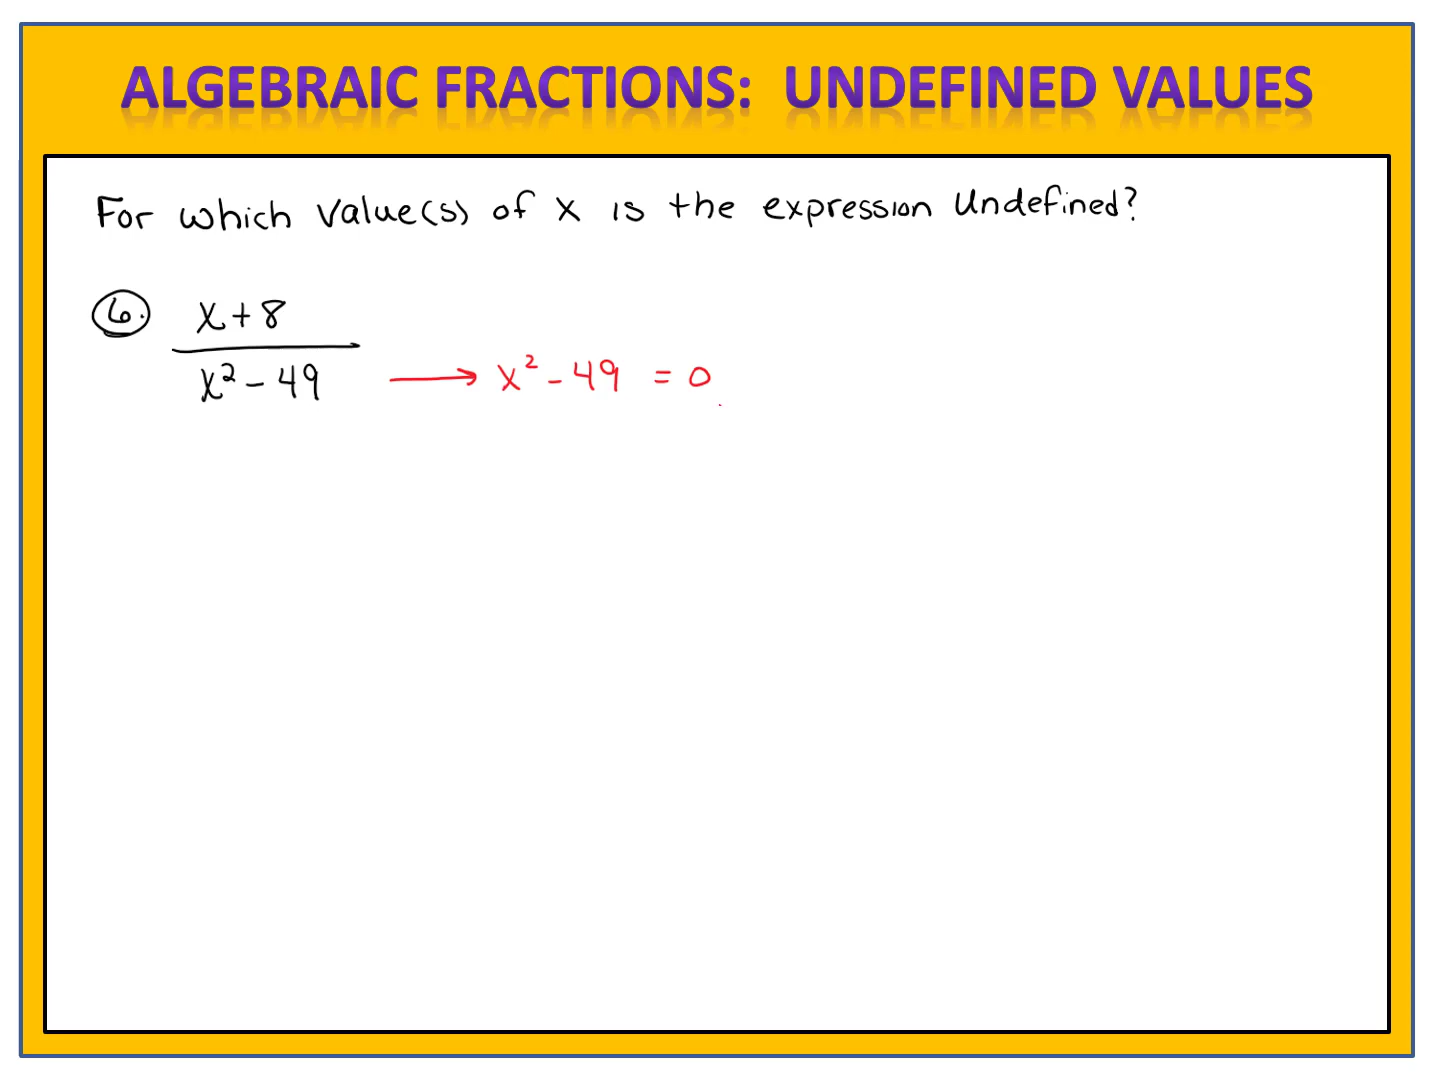 ALGEBRAIC FRACTIONS: UNDEFINED VALUES
For which value(s) of x is the expression undefined?
6. x + 8
x² - 49 → x² - 49 = 0